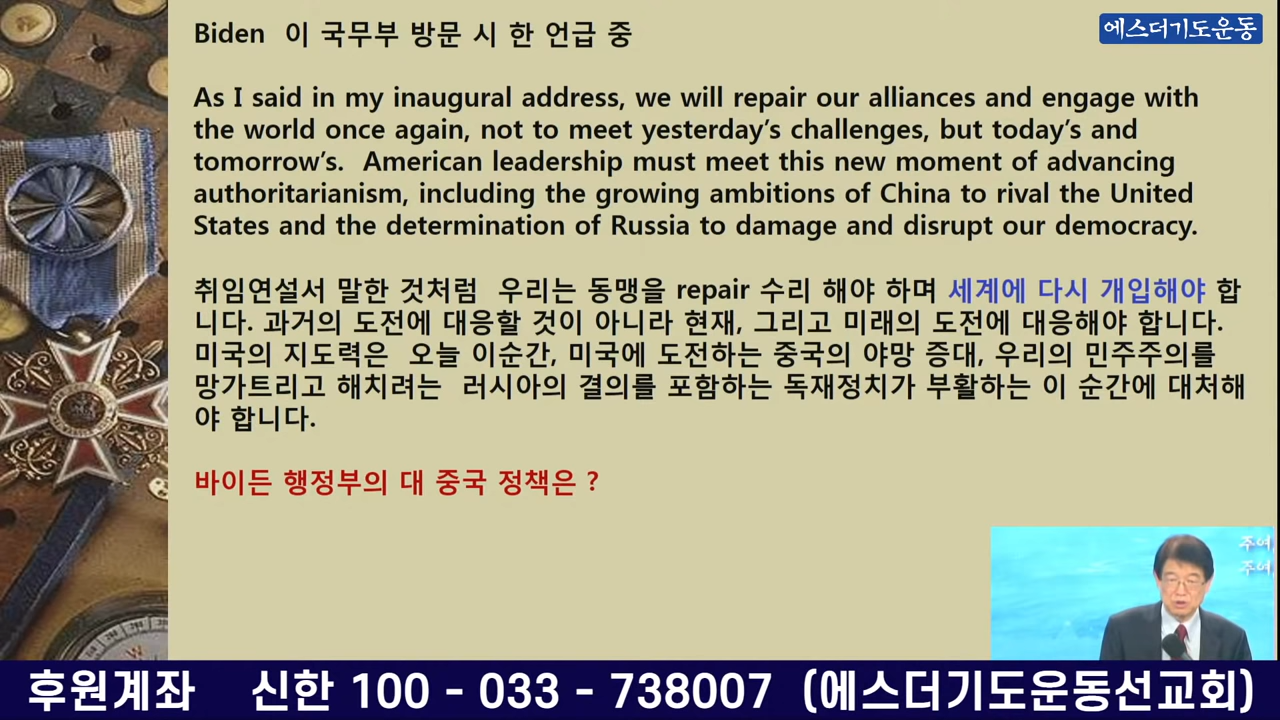 Biden 이 국무부 방문 시 한 언급 중
에스더기도운동
As I said in my inaugural address, we will repair our alliances and engage with
the world once again, not to meet yesterday's challenges, but today's and
tomorrow's. American leadership must meet this new moment of advancing
authoritarianism, including the growing ambitions of China to rival the United
States and the determination of Russia to damage and disrupt our democracy.
취임연설서 말한 것처럼 우리는 동맹을 repair 수리 해야 하며 세계에 다시 개입해야 합
니다. 과거의 도전에 대응할 것이 아니라 현재, 그리고 미래의 도전에 대응해야 합니다.
미국의 지도력은 오늘 이순간, 미국에 도전하는 중국의 야망 증대, 우리의 민주주의를
망가트리고 해치려는 러시아의 결의를 포함하는 독재정치가 부활하는 이 순간에 대처해
야 합니다.
바이든 행정부의 대 중국 정책은 ?
주여
주여
후원계좌 신한 100 - 033 - 738007 (에스더기도운동선교회)